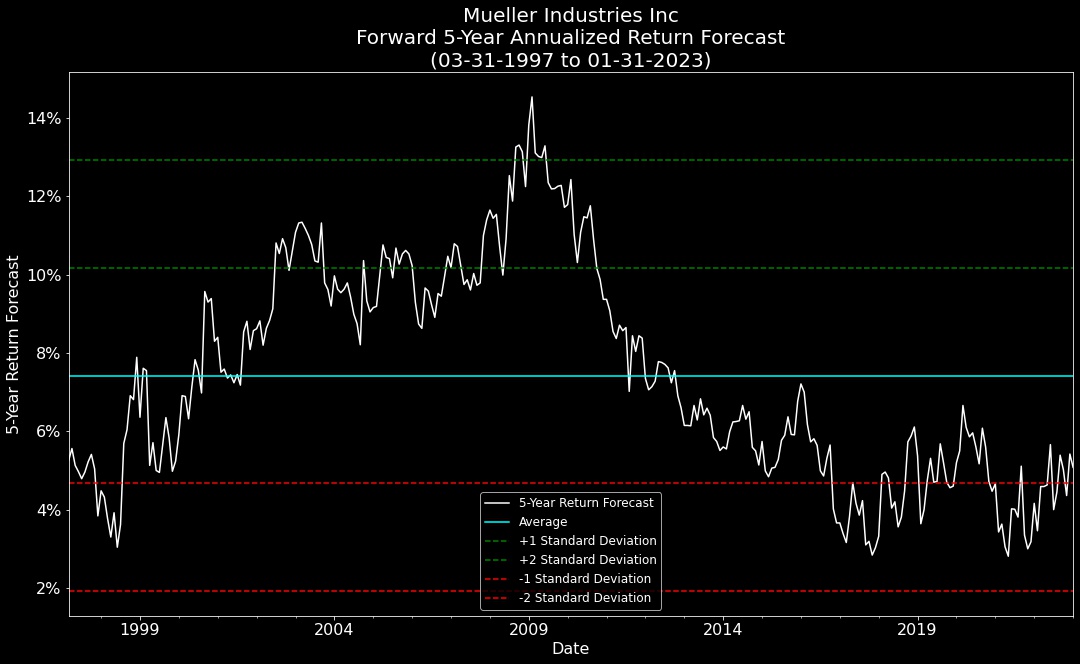 Mueller Industries Inc
Forward 5-Year Annualized Return Forecast
(03-31-1997 to 01-31-2023)
5-Year Return Forecast
14%
12%
10%
8%
6%
4%
2%
5-Year Return Forecast
Average
+1 Standard Deviation
+2 Standard Deviation
-1 Standard Deviation
-2 Standard Deviation
1999 2004 2009 2014 2019
Date